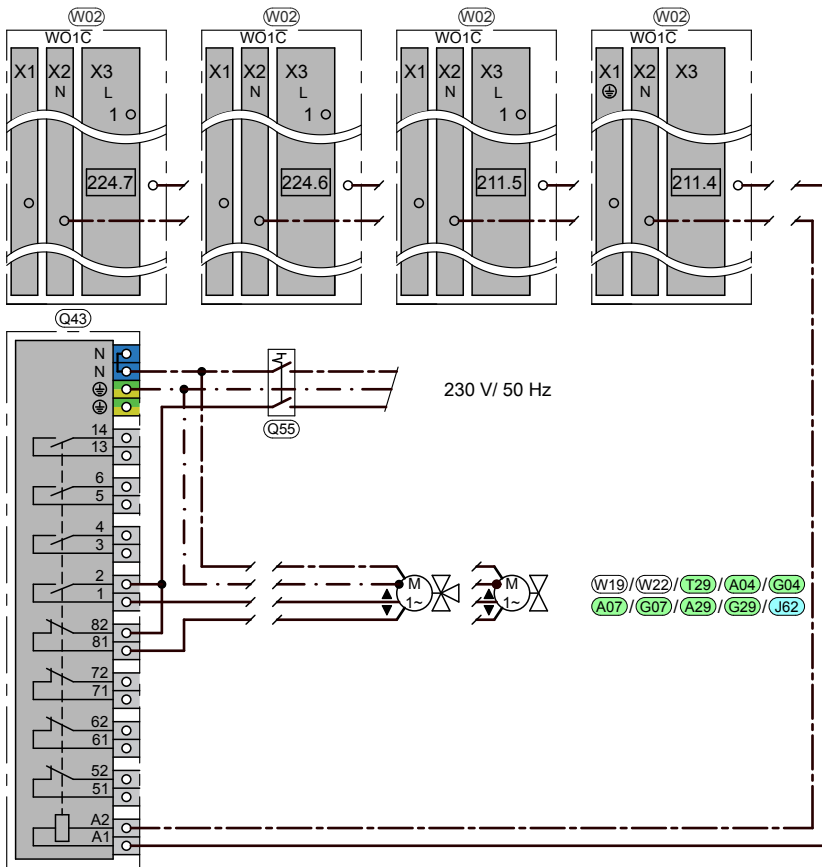 W02 W02 W02 W02
WO1C WO1C WO1C WO1C
X1 X2 X3 X1 X2 X3 X1 X2 X3 X1 X2 X3
N L N L N L N
1 1 1
224.7 224.6 211.5 211.4
Q43
N
N
230 V/ 50 Hz
Q55
14
13
6
5
4
3
2
1
M M
1~ 1~
W19/W22/T29/A04/G04
A07/G07/A29/G29/J62
82
81
72
71
62
61
52
51
A2
A1